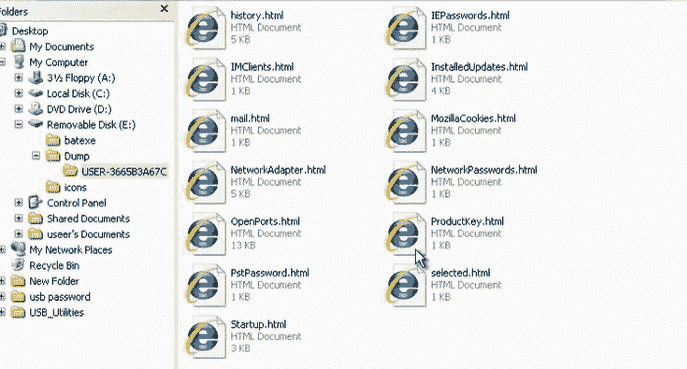 Folders
Desktop
My Documents
My Computer
3½ Floppy (A:)
Local Disk (C:)
DVD Drive (D:)
Removable Disk (E:)
batexe
Dump
USER-3665B3A67C
icons
Control Panel
Shared Documents
useer's Documents
My Network Places
Recycle Bin
New Folder
usb password
USB_Utilities
history.html
HTML Document
5 KB
IEPasswords.html
HTML Document
1 KB
IMClients.html
HTML Document
1 KB
InstalledUpdates.html
HTML Document
4 KB
mail.html
HTML Document
1 KB
MozillaCookies.html
HTML Document
1 KB
NetworkAdapter.html
HTML Document
5 KB
NetworkPasswords.html
HTML Document
1 KB
OpenPorts.html
HTML Document
13 KB
ProductKey.html
HTML Document
1 KB
PstPassword.html
HTML Document
1 KB
selected.html
HTML Document
1 KB
Startup.html
HTML Document
3 KB